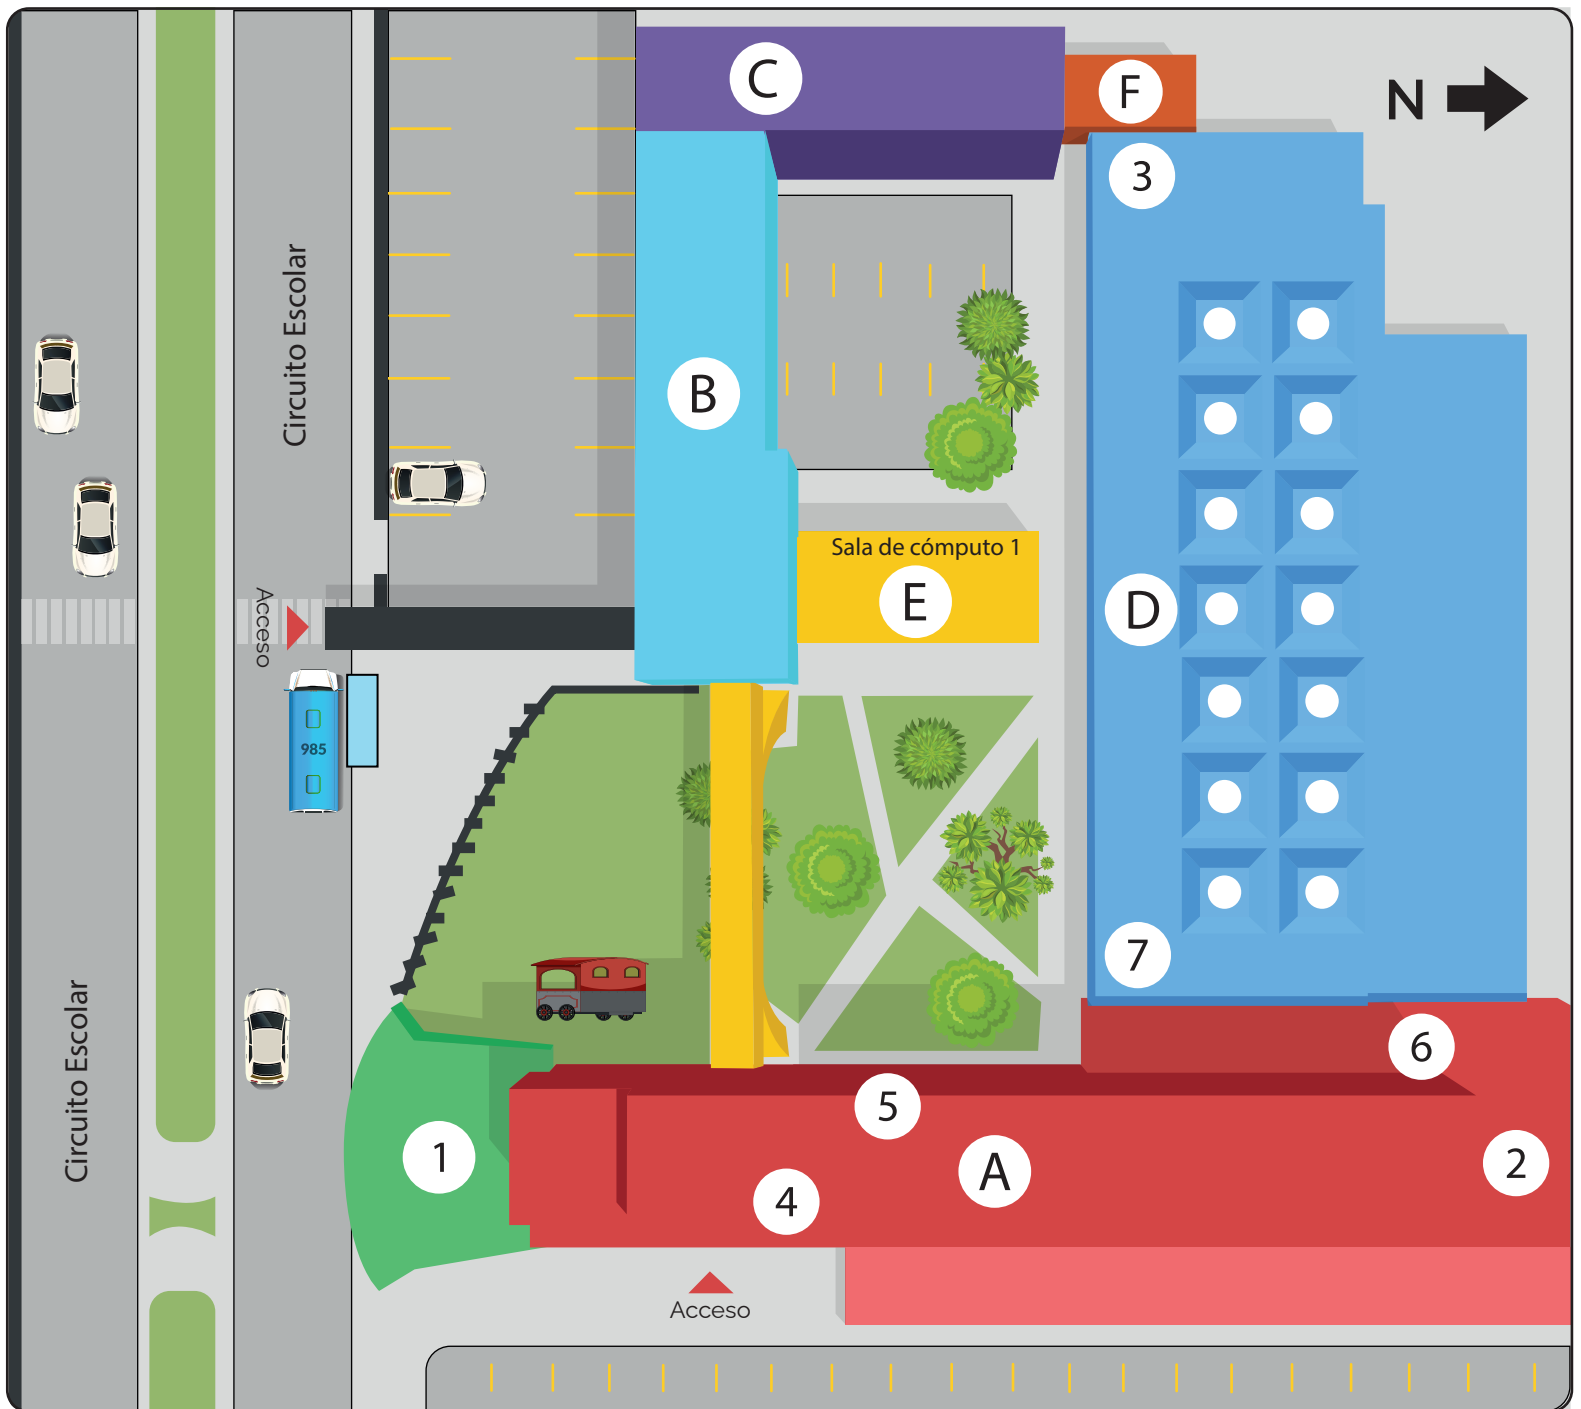 C
F
N
3
Circuito Escolar
B
Sala de cómputo 1
E
D
Acceso
985
7
Circuito Escolar
6
5
1
A
2
4
Acceso